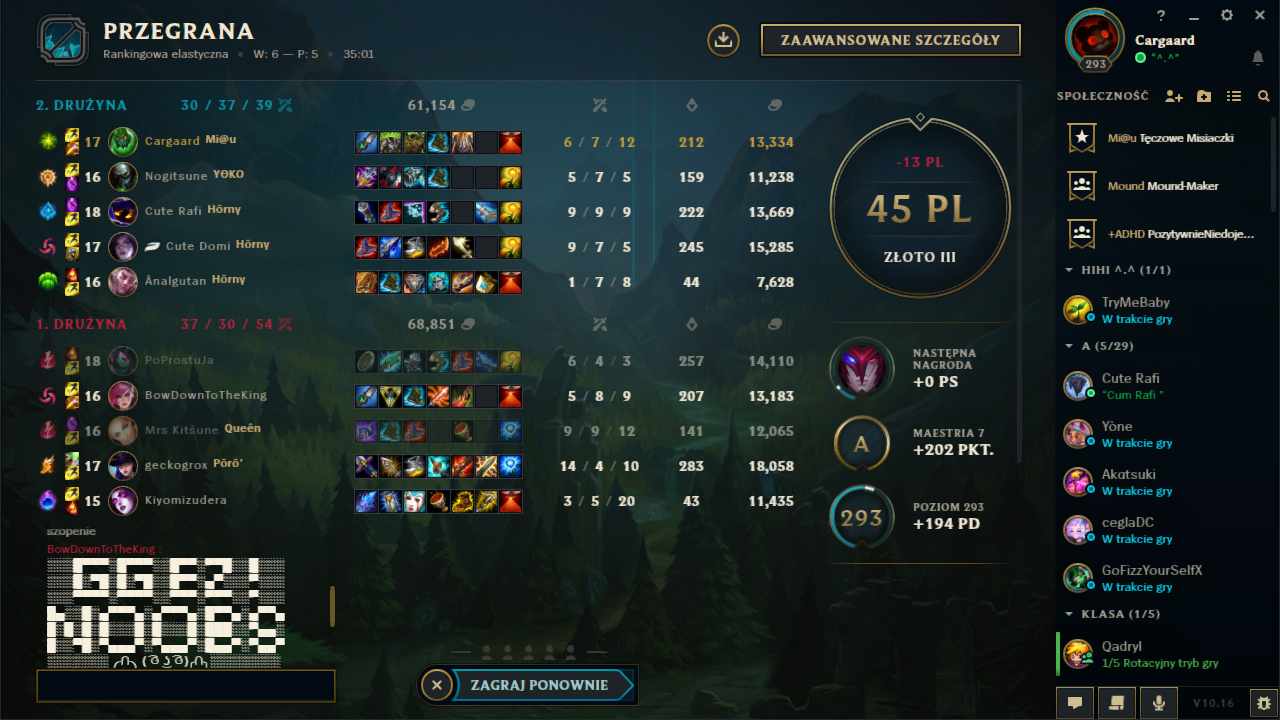 PRZEGRANA
Rankingowa elastyczna • W: 6 — P: 5 • 35:01
ZAAWANSOWANE SZCZEGÓŁY
2. DRUŻYNA 30 / 37 / 39 61,154
17 Cargaard Mi@u 6 / 7 / 12 212 13,334
16 Nogitsune YΘKO 5 / 7 / 5 159 11,238
18 Cute Rafi Hôrny 9 / 9 / 9 222 13,669
17 Cute Domi Hôrny 9 / 7 / 5 245 15,285
16 Ânalgutan Hôrny 1 / 7 / 8 44 7,628
1. DRUŻYNA 37 / 30 / 54 68,851
18 PoProstuJa 6 / 4 / 3 257 14,110
16 BowDownToTheKing 5 / 8 / 9 207 13,183
16 Mrs Kitšune Queên 9 / 9 / 12 141 12,065
17 geckogrox Pôrô' 14 / 4 / 10 283 18,058
15 Kiyomizudera 3 / 5 / 20 43 11,435
szopenie
BowDownToTheKing :
GG EZ!
NOOBS
-13 PL
45 PL
ZŁOTO III
NASTĘPNA
NAGRODA
+0 PS
A
MAESTRIA 7
+202 PKT.
293
POZIOM 293
+194 PD
ZAGRAJ PONOWNIE
?
293
Cargaard
"^.^"
SPOŁECZNOŚĆ
Mi@u Tęczowe Misiaczki
Mound Mound-Maker
+ADHD PozytywnieNiedoje...
HIHI ^.^ (1/1)
TryMeBaby
W trakcie gry
A (5/29)
Cute Rafi
"Cum Rafi "
Yòne
W trakcie gry
Akatsuki
W trakcie gry
ceglaDC
W trakcie gry
GoFizzYourSelfX
W trakcie gry
KLASA (1/5)
Qadryl
1/5 Rotacyjny tryb gry
V10.16